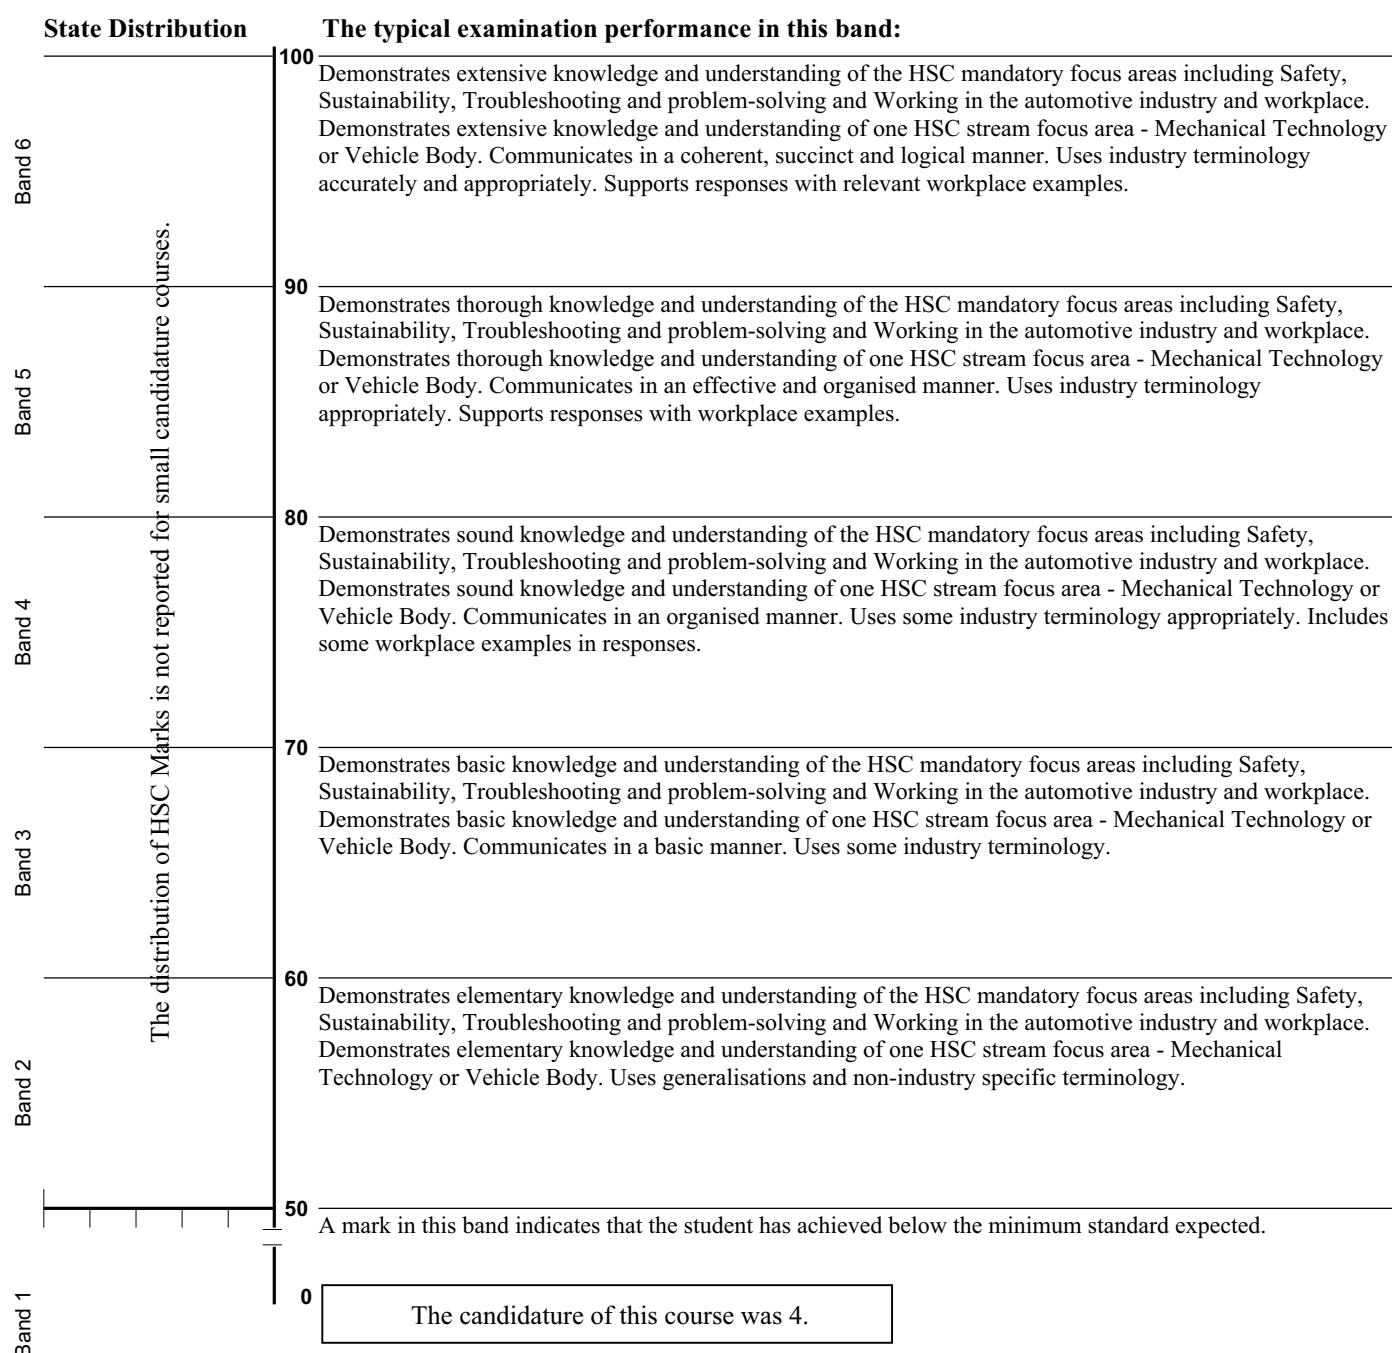 State Distribution
The typical examination performance in this band:
100
Demonstrates extensive knowledge and understanding of the HSC mandatory focus areas including Safety,
Sustainability, Troubleshooting and problem-solving and Working in the automotive industry and workplace.
Demonstrates extensive knowledge and understanding of one HSC stream focus area - Mechanical Technology
or Vehicle Body. Communicates in a coherent, succinct and logical manner. Uses industry terminology
accurately and appropriately. Supports responses with relevant workplace examples.
Band 6
The distribution of HSC Marks is not reported for small candidature courses.
90
Demonstrates thorough knowledge and understanding of the HSC mandatory focus areas including Safety,
Sustainability, Troubleshooting and problem-solving and Working in the automotive industry and workplace.
Demonstrates thorough knowledge and understanding of one HSC stream focus area - Mechanical Technology
or Vehicle Body. Communicates in an effective and organised manner. Uses industry terminology
appropriately. Supports responses with workplace examples.
Band 5
80
Demonstrates sound knowledge and understanding of the HSC mandatory focus areas including Safety,
Sustainability, Troubleshooting and problem-solving and Working in the automotive industry and workplace.
Demonstrates sound knowledge and understanding of one HSC stream focus area - Mechanical Technology or
Vehicle Body. Communicates in an organised manner. Uses some industry terminology appropriately. Includes
some workplace examples in responses.
Band 4
70
Demonstrates basic knowledge and understanding of the HSC mandatory focus areas including Safety,
Sustainability, Troubleshooting and problem-solving and Working in the automotive industry and workplace.
Demonstrates basic knowledge and understanding of one HSC stream focus area - Mechanical Technology or
Vehicle Body. Communicates in a basic manner. Uses some industry terminology.
Band 3
60
Demonstrates elementary knowledge and understanding of the HSC mandatory focus areas including Safety,
Sustainability, Troubleshooting and problem-solving and Working in the automotive industry and workplace.
Demonstrates elementary knowledge and understanding of one HSC stream focus area - Mechanical
Technology or Vehicle Body. Uses generalisations and non-industry specific terminology.
Band 2
50
A mark in this band indicates that the student has achieved below the minimum standard expected.
0
Band 1
The candidature of this course was 4.